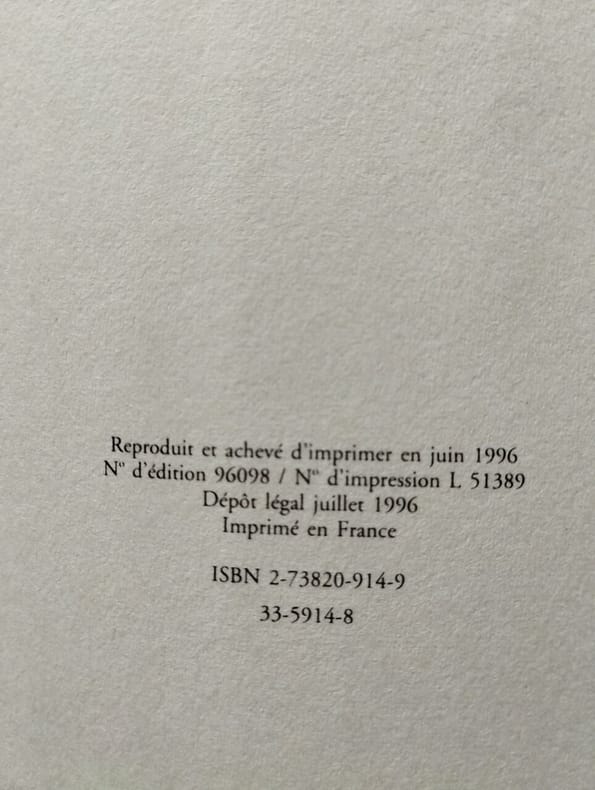 Reproduit et achevé d'imprimer en juin 1996
N° d'édition 96098 / N° d'impression L 51389
Dépôt légal juillet 1996
Imprimé en France
ISBN 2-73820-914-9
33-5914-8